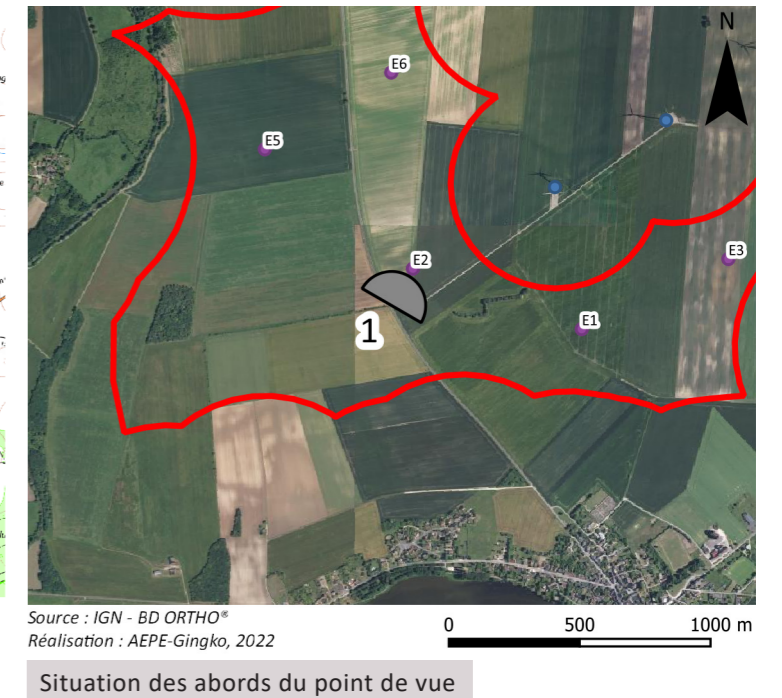 N
E6
E5
E2
E3
E1
1
Source : IGN - BD ORTHO®
Réalisation : AEPE-Gingko, 2022
0 500 1000 m
Situation des abords du point de vue